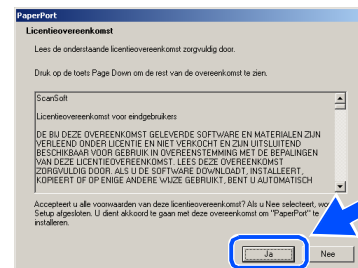 PaperPort
Licentieovereenkomst
Lees de onderstaande licentieovereenkomst zorgvuldig door.
Druk op de toets Page Down om de rest van de overeenkomst te zien.
ScanSoft
Licentieovereenkomst voor eindgebruikers
DE BIJ DEZE OVEREENKOMST GELEVERDE SOFTWARE EN MATERIALEN ZIJN
VERLEEND ONDER LICENTIE EN NIET VERKOCHT EN ZIJN UITSLUITEND
BESCHIKBAAR VOOR GEBRUIK IN OVEREENSTEMMING MET DE BEPALINGEN
VAN DEZE LICENTIEOVEREENKOMST. LEES DEZE OVEREENKOMST
ZORGVULDIG DOOR. ALS U DE SOFTWARE DOWNLOADT, INSTALLEERT,
KOPIEERT OF OP ENIGE ANDERE WIJZE GEBRUIKT, BENT U AUTOMATISCH
Accepteert u alle voorwaarden van deze licentieovereenkomst? Als u Nee selecteert,
Setup afgesloten. U dient akkoord te gaan met deze overeenkomst om "PaperPort" te
installeren.
Ja
Nee